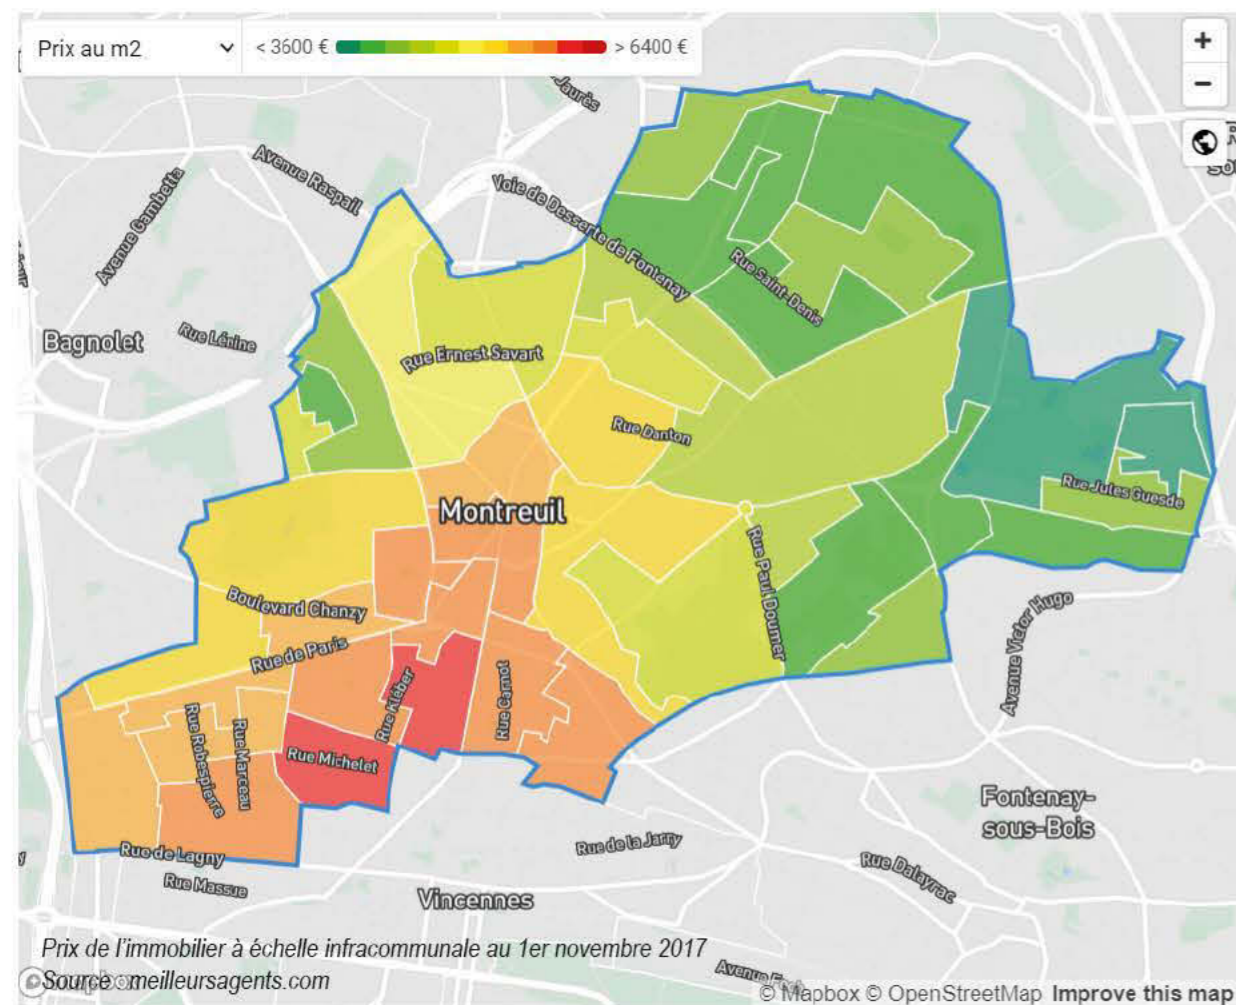 Prix au m2
< 3600 €
> 6400 €
+
−
Jaurès
Avenue Raspail
Avenue Gambetta
Voie de Desserte de Fontenay
Rue Saint-Denis
Bagnolet
Rue Lénine
Rue Ernest Savart
Rue Danton
Montreuil
Rue Jules Guesde
Rue Paul Doumer
Boulevard Chanzy
Rue de Paris
Avenue Victor Hugo
Rue Kléber
Rue Carnot
Rue Robespierre
Rue Marceau
Rue Michelet
Fontenay-
sous-Bois
Rue de Lagny
Rue de la Jarry
Rue Dalayrac
Rue Massue
Vincennes
Prix de l'immobilier à échelle infracommunale au 1er novembre 2017
Source : meilleursagents.com
Avenue
© Mapbox © OpenStreetMap Improve this map